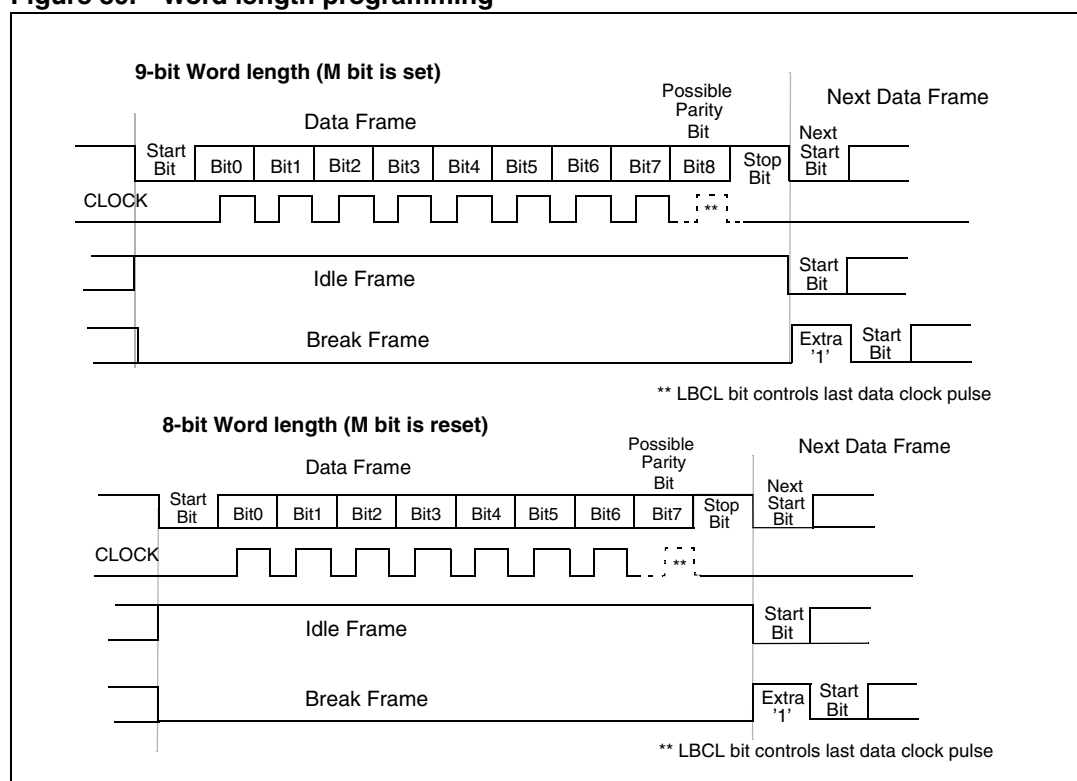 9-bit Word length (M bit is set)
Possible
Parity
Bit
Next Data Frame
Data Frame
Start
Bit
Bit0 Bit1 Bit2 Bit3 Bit4 Bit5 Bit6 Bit7 Bit8
Stop
Bit
Next
Start
Bit
CLOCK
**
Idle Frame
Start
Bit
Break Frame
Extra
'1'
Start
Bit
** LBCL bit controls last data clock pulse
8-bit Word length (M bit is reset)
Possible
Parity
Bit
Next Data Frame
Data Frame
Start
Bit
Bit0 Bit1 Bit2 Bit3 Bit4 Bit5 Bit6 Bit7
Stop
Bit
Next
Start
Bit
CLOCK
**
Idle Frame
Start
Bit
Break Frame
Extra
'1'
Start
Bit
** LBCL bit controls last data clock pulse